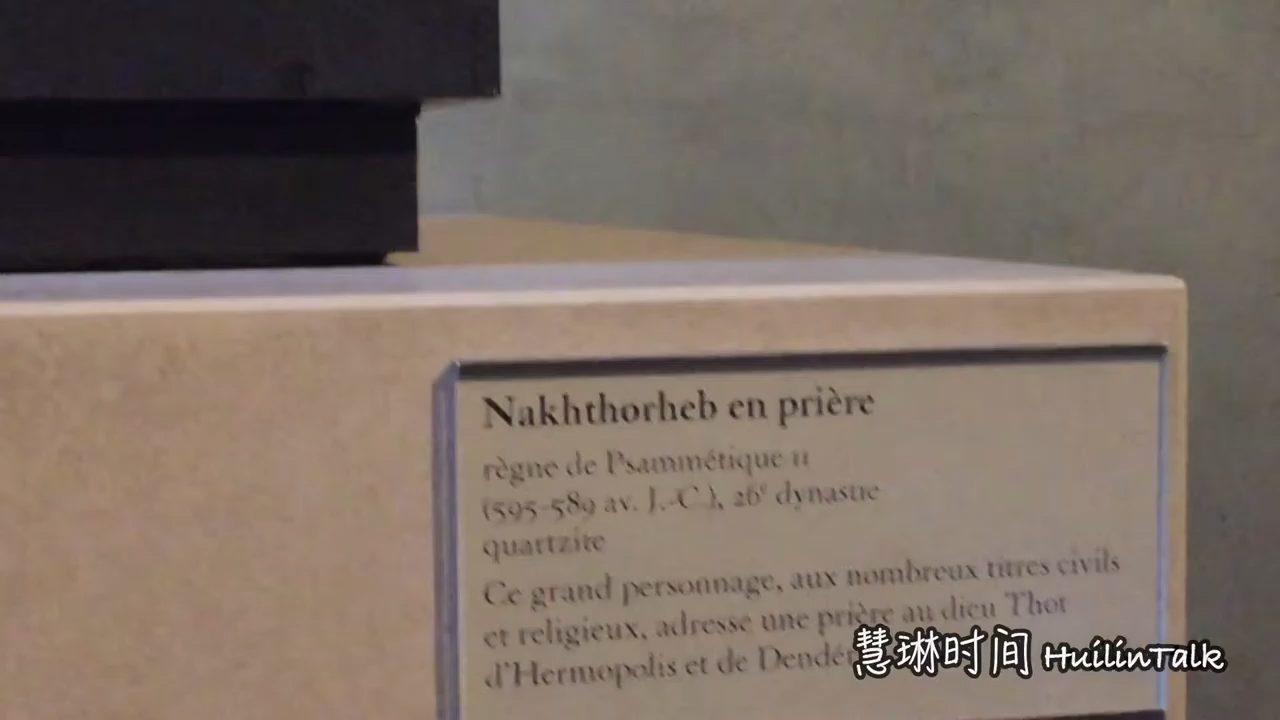 Nakhthorheb en prière
règne de Psammétique II
(595-589 av. J.-C.), 26e dynastie
quartzite
Ce grand personnage, aux nombreux titres civils
et religieux, adresse une prière au dieu Thot
d'Hermopolis et de
慧琳时间 HuilinTalk